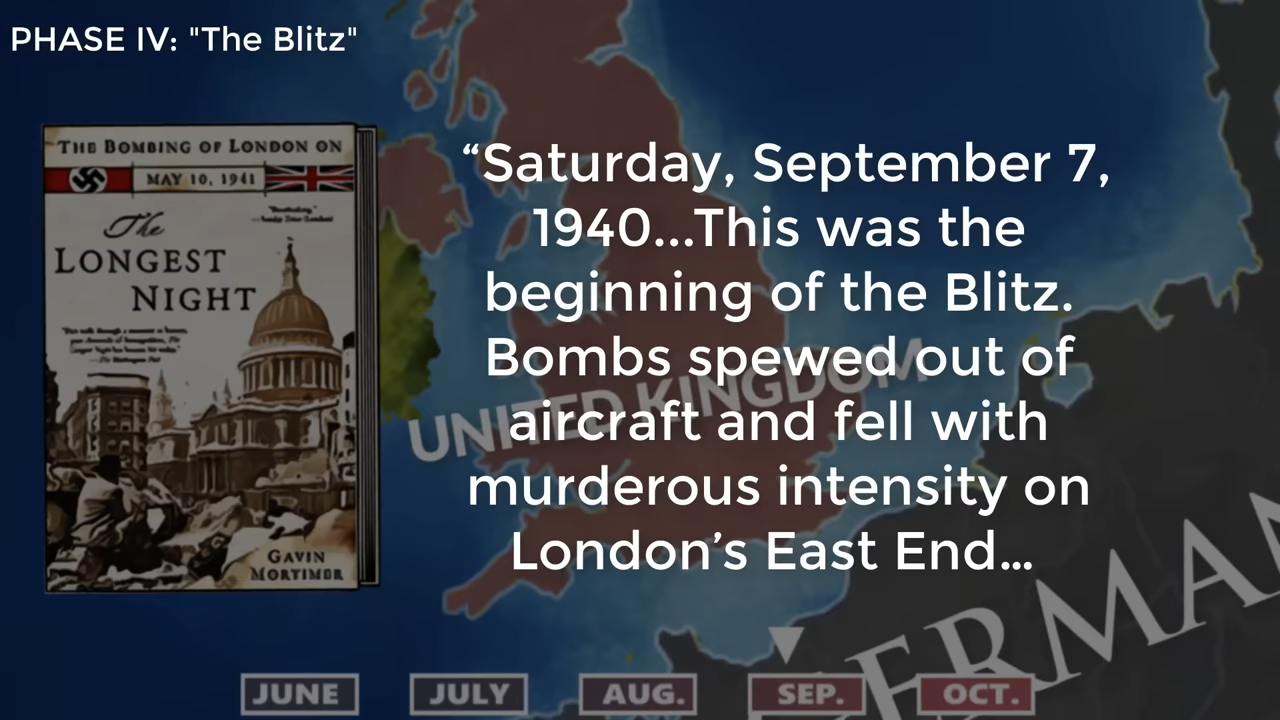 PHASE IV: "The Blitz"
THE BOMBING OF LONDON ON
MAY 10, 1941
The
LONGEST
NIGHT
GAVIN
MORTIMER
“Saturday, September 7,
1940...This was the
beginning of the Blitz.
Bombs spewed out of
aircraft and fell with
murderous intensity on
London’s East End...
UNITED KINGDOM
GERMAN
JUNE
JULY
AUG.
SEP.
OCT.